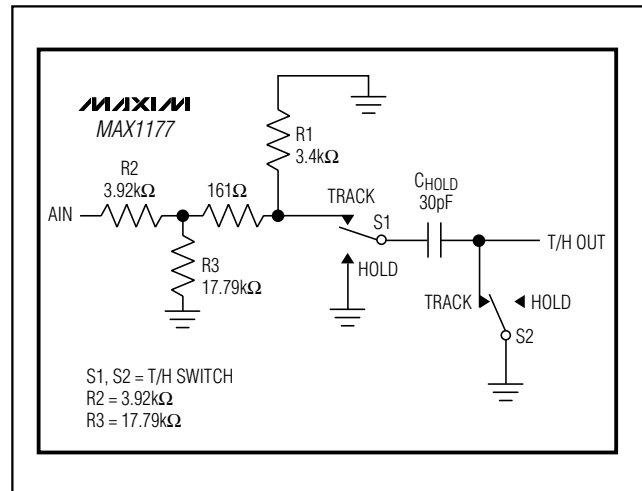 MAXIM
MAX1177
R1
3.4kΩ
R2
3.92kΩ
161Ω
AIN
R3
17.79kΩ
TRACK
S1
HOLD
CHOLD
30pF
T/H OUT
TRACK
HOLD
S2
S1, S2 = T/H SWITCH
R2 = 3.92kΩ
R3 = 17.79kΩ